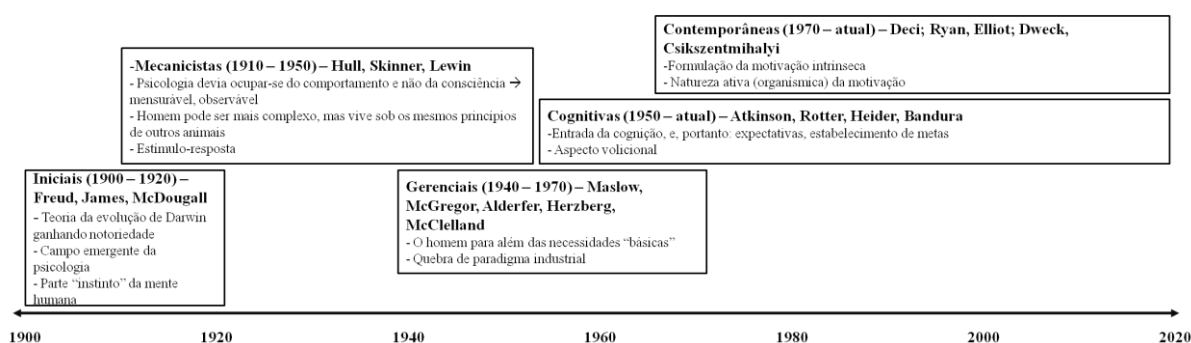 Contemporâneas (1970 – atual) – Deci; Ryan, Elliot; Dweck,
Csikszentmihalyi
-Formulação da motivação intrínseca
- Natureza ativa (organísmica) da motivação
-Mecanicistas (1910 – 1950) – Hull, Skinner, Lewin
- Psicologia devia ocupar-se do comportamento e não da consciência →
mensurável, observável
- Homem pode ser mais complexo, mas vive sob os mesmos princípios
de outros animais
- Estímulo-resposta
Cognitivas (1950 – atual) – Atkinson, Rotter, Heider, Bandura
-Entrada da cognição, e, portanto: expectativas, estabelecimento de metas
- Aspecto volicional
Iniciais (1900 – 1920) –
Freud, James, McDougall
- Teoria da evolução de Darwin
ganhando notoriedade
- Campo emergente da
psicologia
- Parte “instinto” da mente
humana
Gerenciais (1940 – 1970) – Maslow,
McGregor, Alderfer, Herzberg,
McClelland
- O homem para além das necessidades “básicas”
- Quebra de paradigma industrial
1900 1920 1940 1960 1980 2000 2020